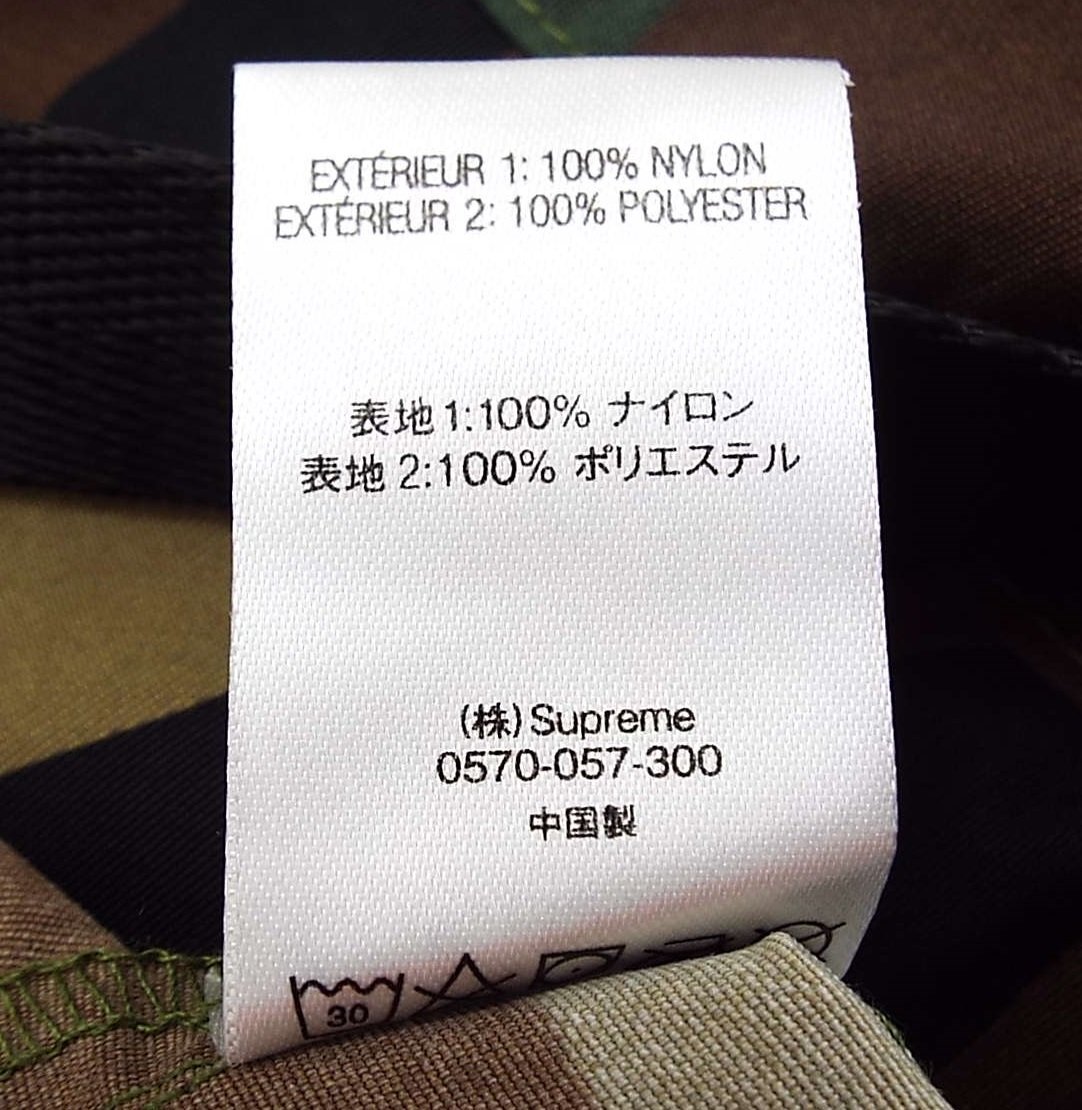 EXTÉRIEUR 1: 100% NYLON
EXTÉRIEUR 2: 100% POLYESTER
表地1:100% ナイロン
表地 2:100% ポリエステル
(株)Supreme
0570-057-300
中国製
30